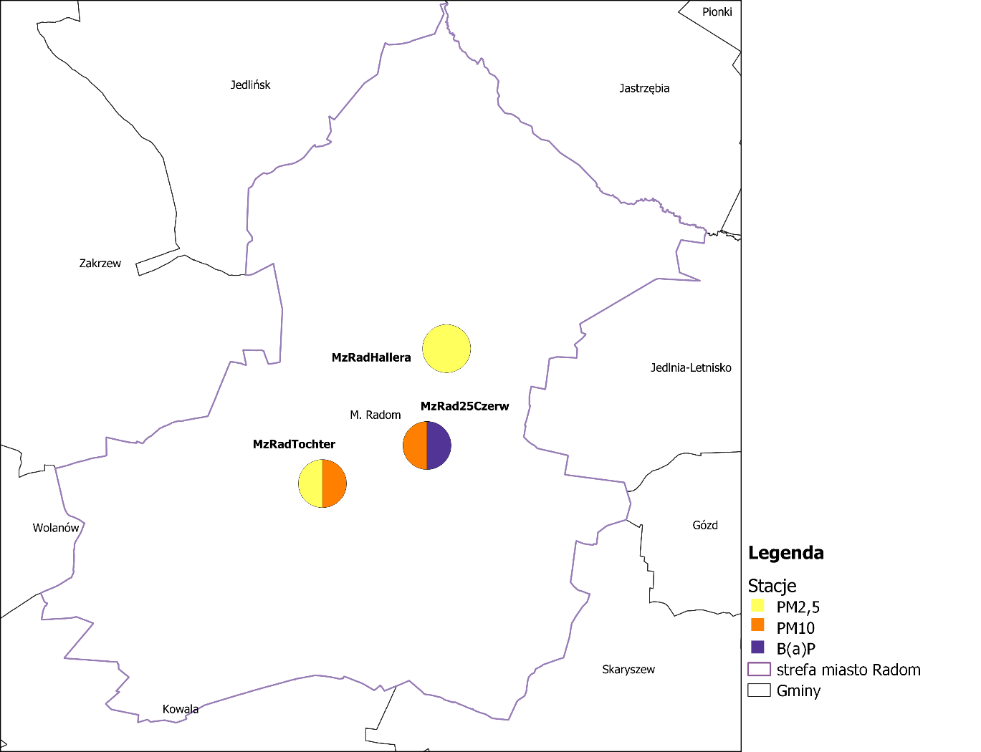 Pionki
Jedlińsk
Jastrzębia
Zakrzew
MzRadHallera
Jedlnia-Letnisko
MzRad25Czerw
M. Radom
MzRadTochter
Wolanów
Gózd
Skaryszew
Kowala
Legenda
Stacje
PM2,5
PM10
B(a)P
strefa miasto Radom
Gminy